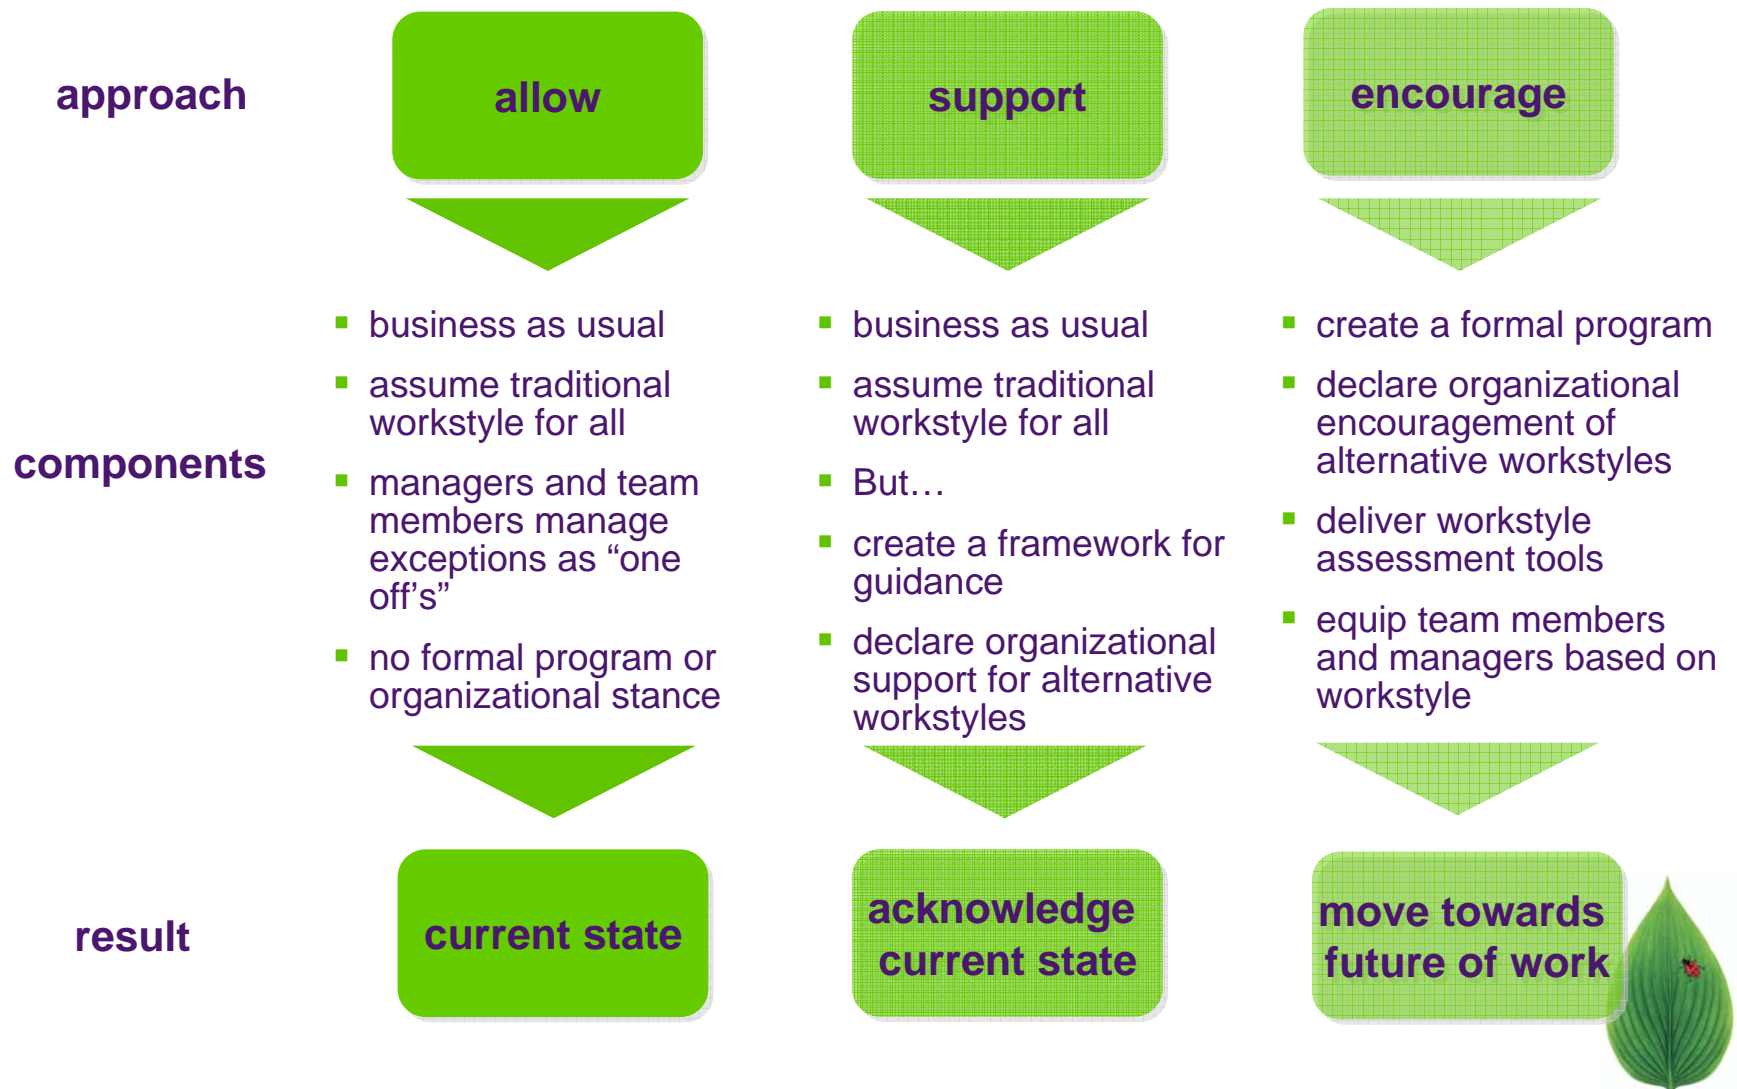 approach
allow
support
encourage
components
business as usual
assume traditional
workstyle for all
managers and team
members manage
exceptions as “one
off’s”
no formal program or
organizational stance
business as usual
assume traditional
workstyle for all
But…
create a framework for
guidance
declare organizational
support for alternative
workstyles
create a formal program
declare organizational
encouragement of
alternative workstyles
deliver workstyle
assessment tools
equip team members
and managers based on
workstyle
result
current state
acknowledge
current state
move towards
future of work